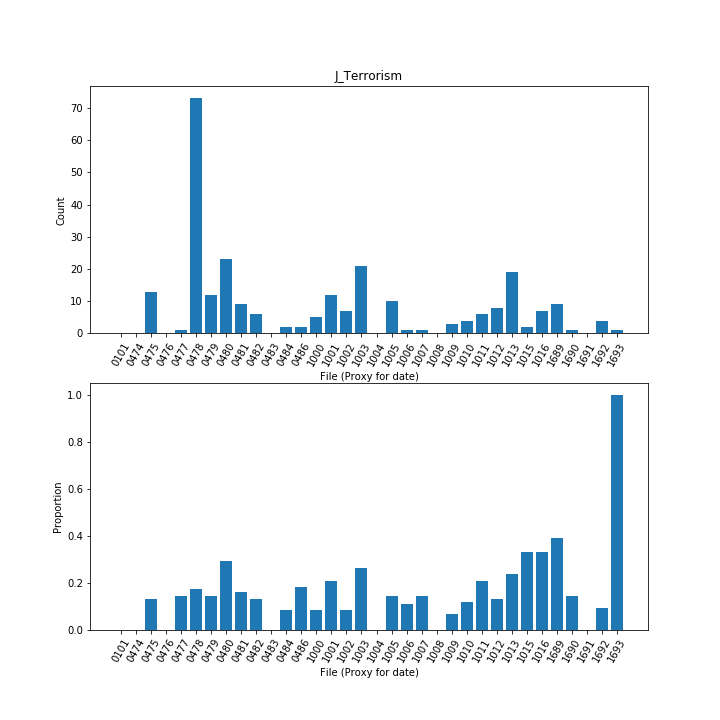 J_Terrorism
70
60
50
40
30
20
10
0
Count
0101 0474 0475 0476 0477 0478 0479 0480 0481 0482 0483 0484 0486 1000 1001 1002 1003 1004 1005 1006 1007 1008 1009 1010 1011 1012 1013 1015 1016 1689 1690 1691 1692 1693
File (Proxy for date)
1.0
0.8
0.6
0.4
0.2
0.0
Proportion
0101 0474 0475 0476 0477 0478 0479 0480 0481 0482 0483 0484 0486 1000 1001 1002 1003 1004 1005 1006 1007 1008 1009 1010 1011 1012 1013 1015 1016 1689 1690 1691 1692 1693
File (Proxy for date)